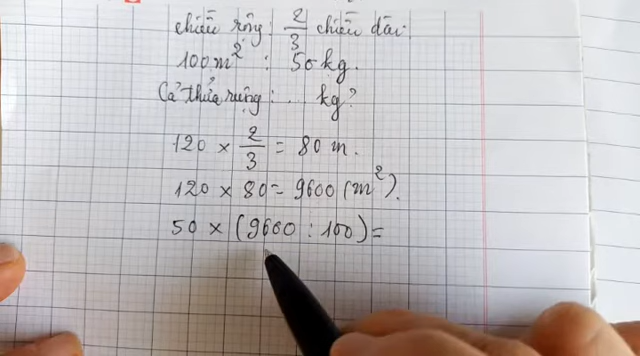 chiều rộng: 2/3 chiều dài.
100m² : 50kg.
Cả thửa ruộng: ... kg?
120 × 2/3 = 80 m.
120 × 80 = 9600 (m²).
50 × (9600 : 100) =